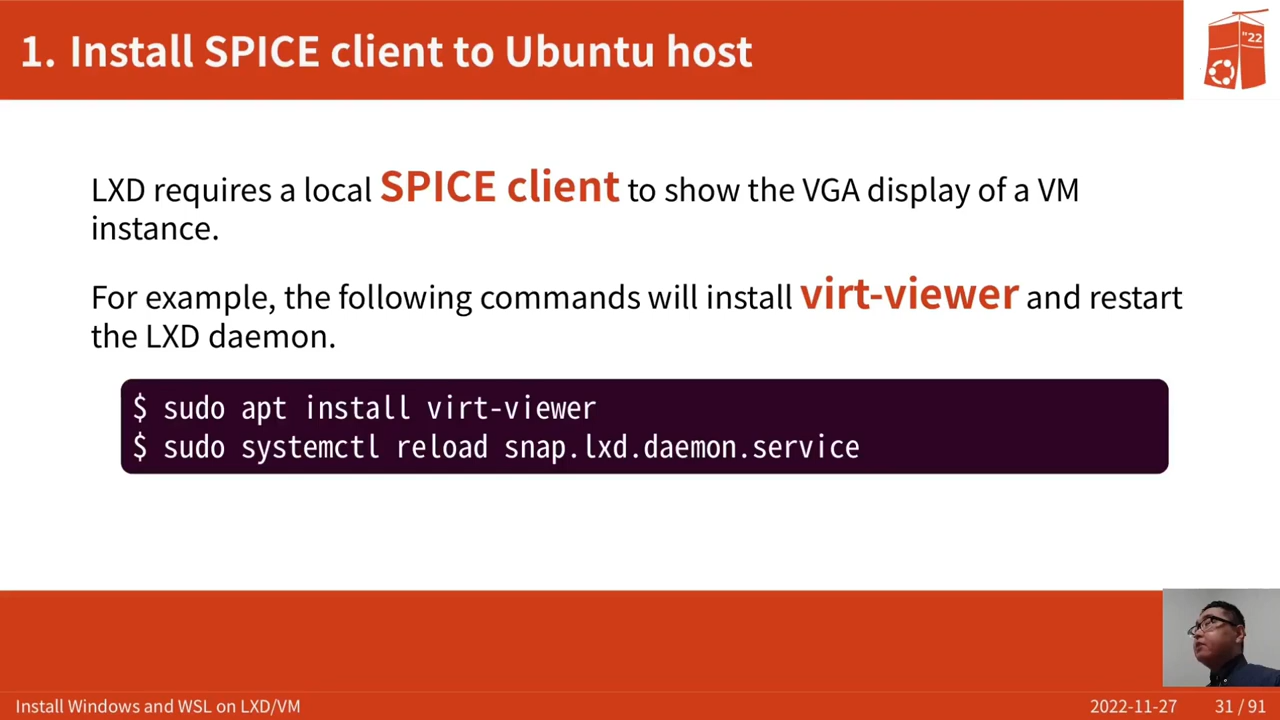 1. Install SPICE client to Ubuntu host
"22
LXD requires a local SPICE client to show the VGA display of a VM
instance.
For example, the following commands will install virt-viewer and restart
the LXD daemon.
$ sudo apt install virt-viewer
$ sudo systemctl reload snap.lxd.daemon.service
Install Windows and WSL on LXD/VM
2022-11-27
31 / 91